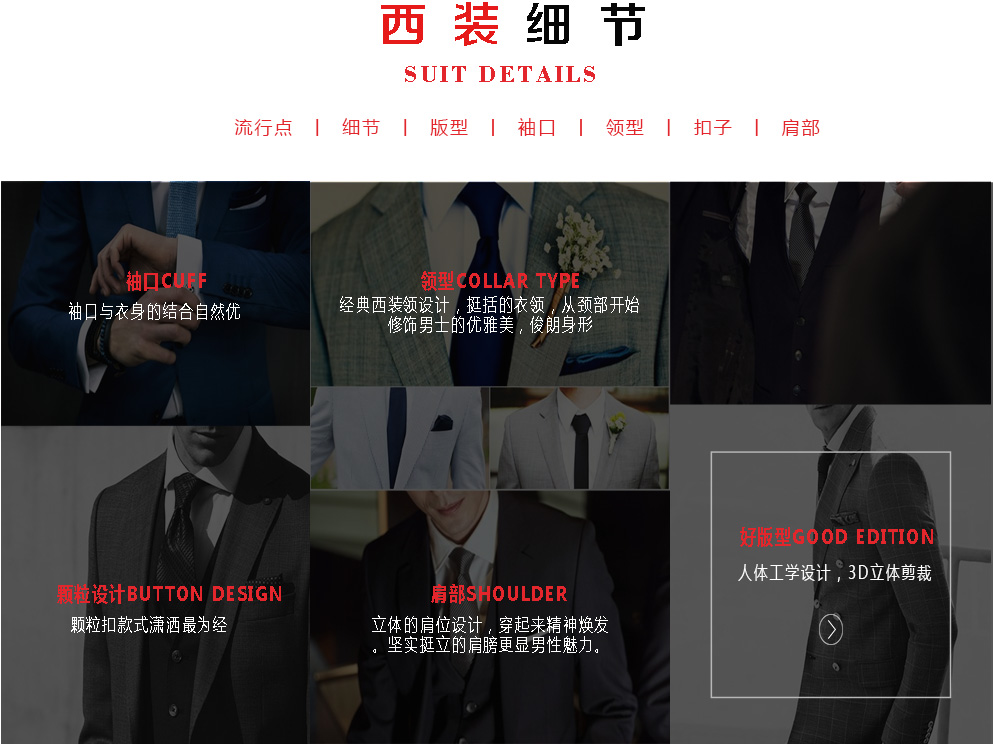 西装细节
SUIT DETAILS
流行点 | 细节 | 版型 | 袖口 | 领型 | 扣子 | 肩部
袖口CUFF
袖口与衣身的结合自然优
领型COLLAR TYPE
经典西装领设计，挺括的衣领，从颈部开始
修饰男士的优雅美，俊朗身形
颗粒设计BUTTON DESIGN
颗粒扣款式潇洒最为经
肩部SHOULDER
立体的肩位设计，穿起来精神焕发
。坚实挺立的肩膀更显男性魅力。
好版型GOOD EDITION
人体工学设计，3D立体剪裁